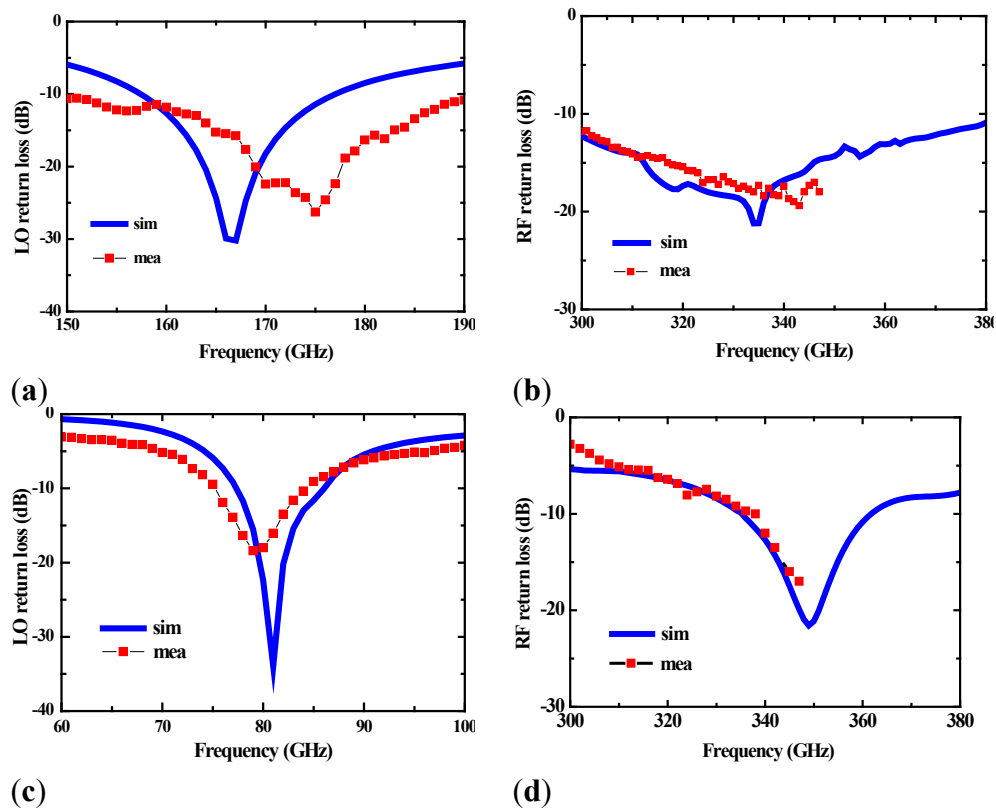 0
-10
-20
-30
-40
LO return loss (dB)
sim
mea
150 160 170 180 190
Frequency (GHz)
(a)
0
-10
-20
-30
RF return loss (dB)
sim
mea
300 320 340 360 380
Frequency (GHz)
(b)
0
-10
-20
-30
-40
LO return loss (dB)
sim
mea
60 70 80 90 100
Frequency (GHz)
(c)
0
-10
-20
-30
RF return loss (dB)
sim
mea
300 320 340 360 380
Frequency (GHz)
(d)